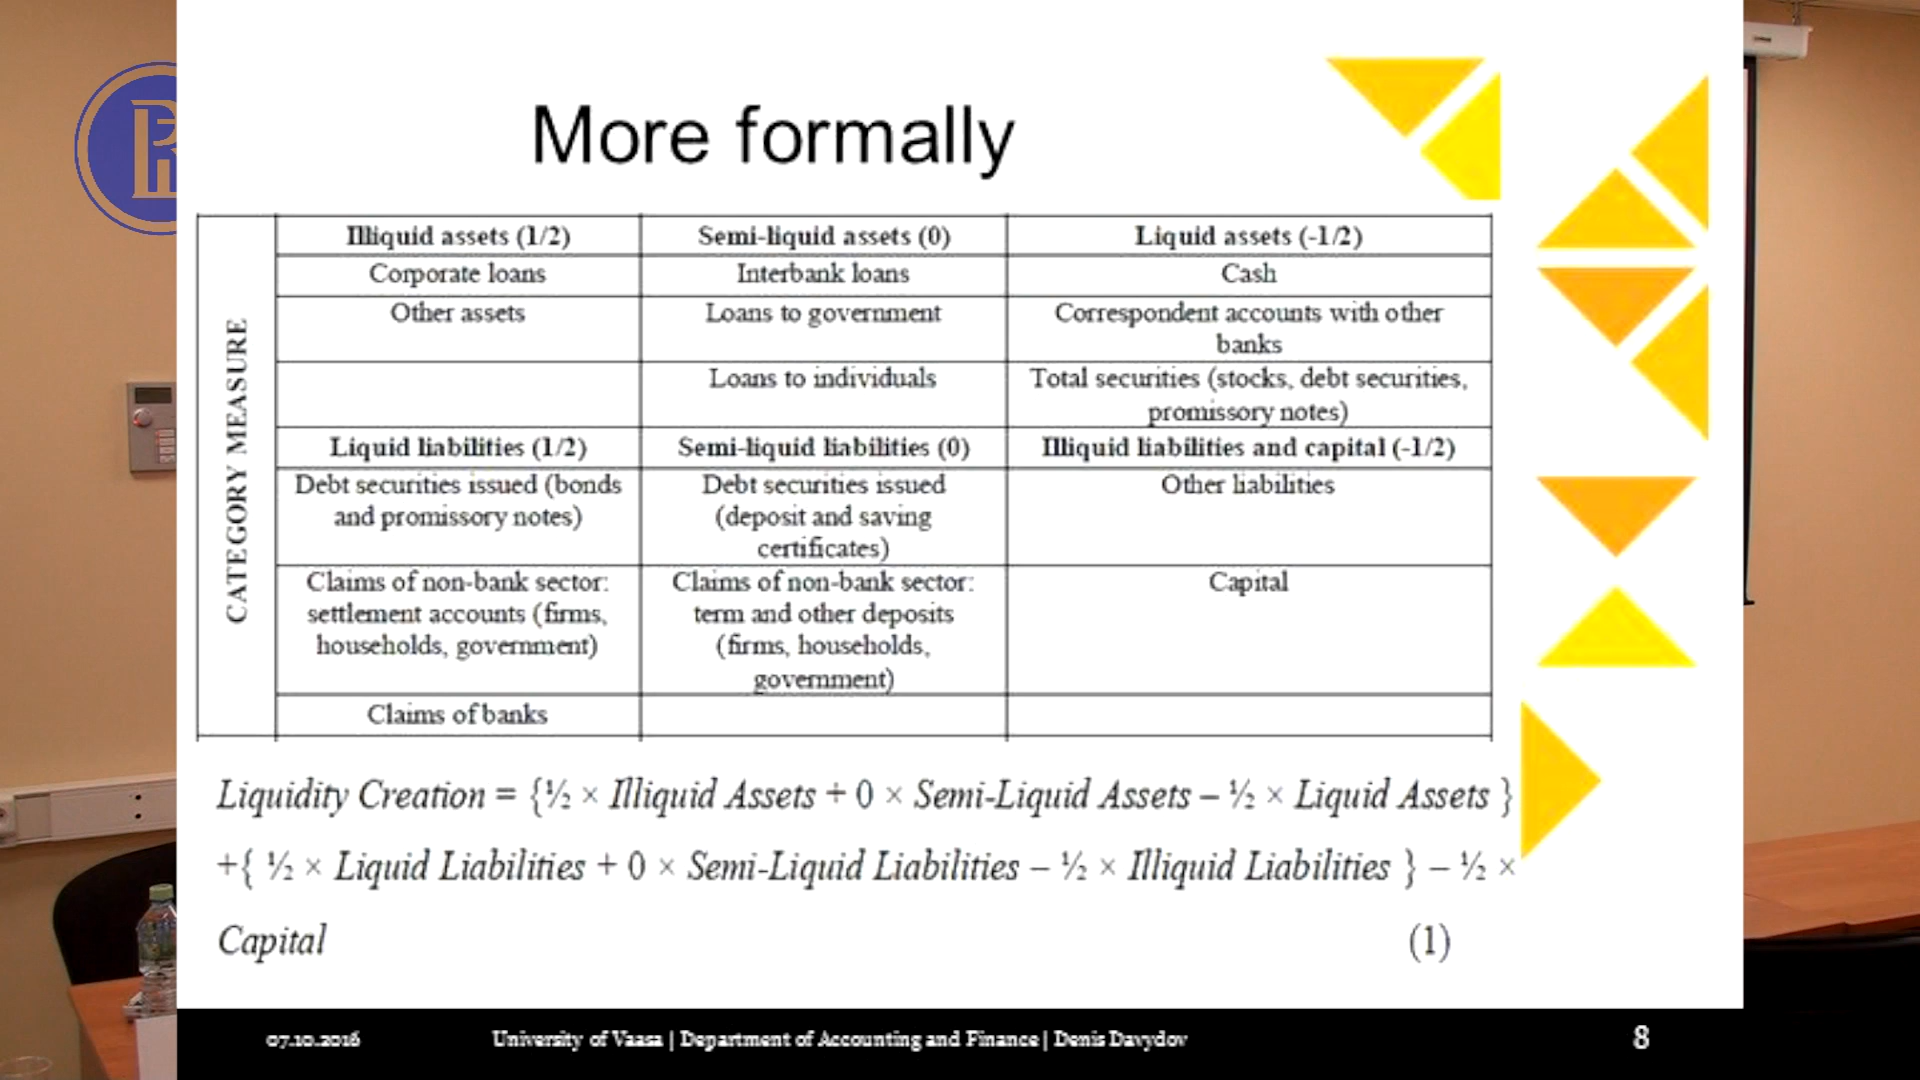 More formally
CATEGORY MEASURE
Illiquid assets (1/2)
Semi-liquid assets (0)
Liquid assets (-1/2)
Corporate loans
Interbank loans
Cash
Other assets
Loans to government
Correspondent accounts with other
banks
Loans to individuals
Total securities (stocks, debt securities,
promissory notes)
Liquid liabilities (1/2)
Semi-liquid liabilities (0)
Illiquid liabilities and capital (-1/2)
Debt securities issued (bonds
and promissory notes)
Debt securities issued
(deposit and saving
certificates)
Other liabilities
Claims of non-bank sector:
settlement accounts (firms,
households, government)
Claims of non-bank sector:
term and other deposits
(firms, households,
government)
Capital
Claims of banks
Liquidity Creation = {½ × Illiquid Assets + 0 × Semi-Liquid Assets – ½ × Liquid Assets }
+{ ½ × Liquid Liabilities + 0 × Semi-Liquid Liabilities – ½ × Illiquid Liabilities } – ½ ×
Capital (1)
07.10.2016
University of Vaasa | Department of Accounting and Finance | Denis Davydov
8